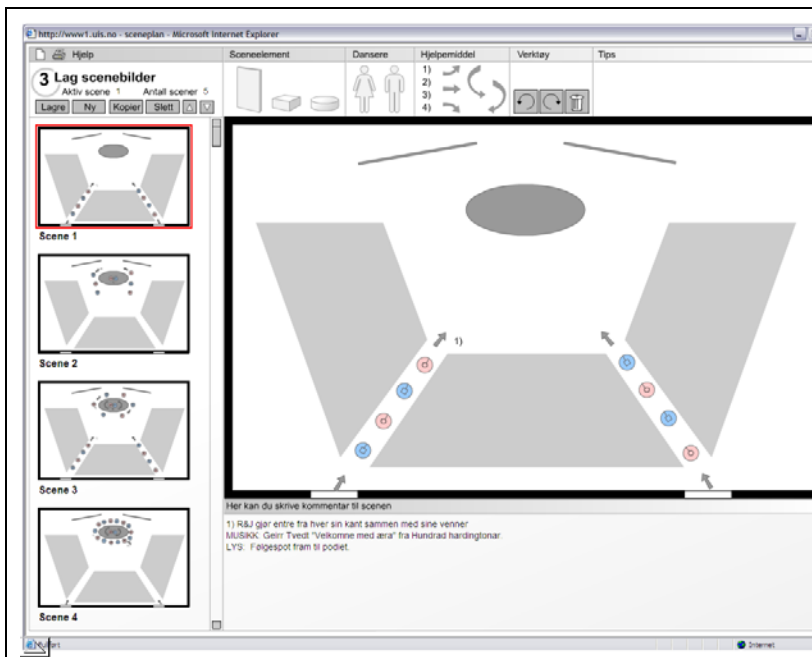 http://www1.uis.no - sceneplan - Microsoft Internet Explorer
Hjelp
Sceneelement
Dansere
Hjelpemiddel
Verktøy
Tips
3 Lag scenebilder
Aktiv scene 1 Antall scener 5
Lagre Ny Kopier Slett
1)
2)
3)
4)
Scene 1
Scene 2
Scene 3
Scene 4
1)
Her kan du skrive kommentar til scenen
1) R&J gjør entre fra hver sin kant sammen med sine venner
MUSIKK: Geirr Tvedt "Velkomne med æra" fra Hundrad hardingtonar.
LYS: Følgespot fram til podiet.
Internet